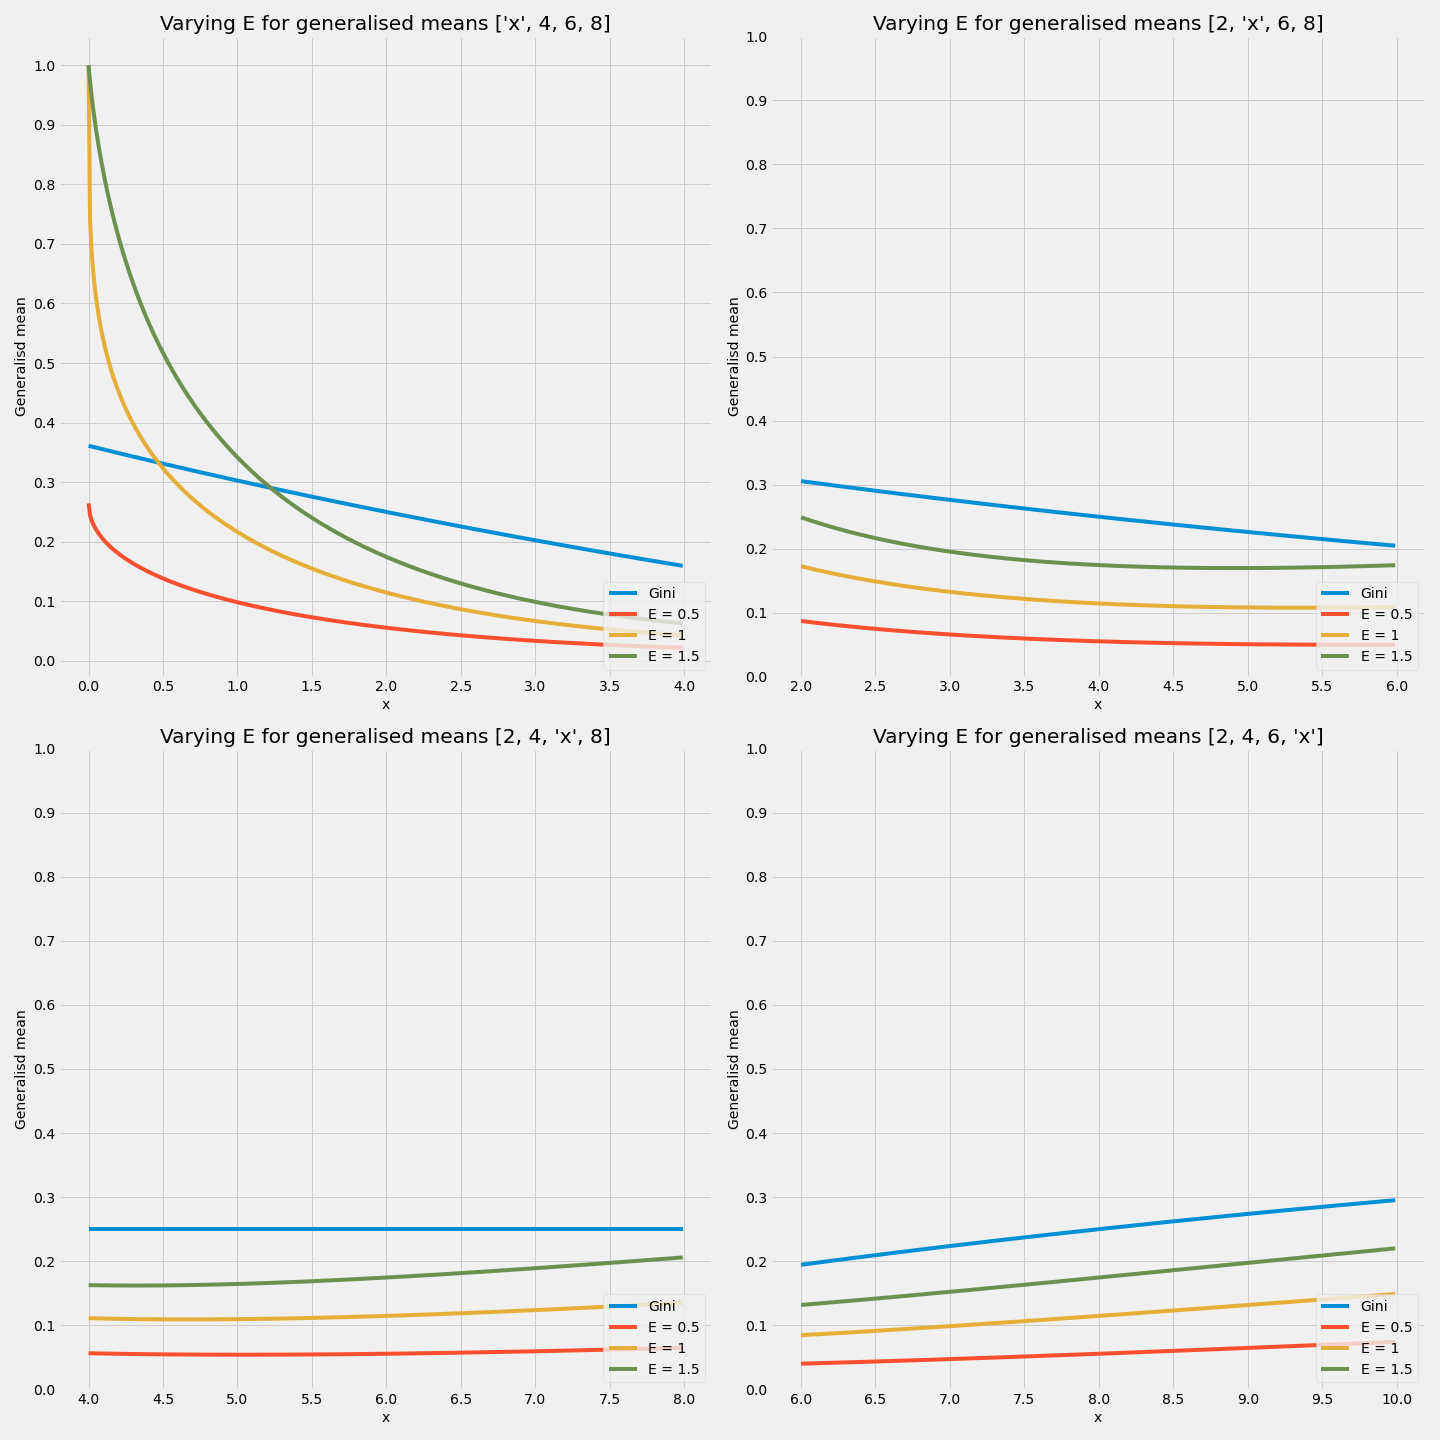 Varying E for generalised means ['x', 4, 6, 8]
1.0
0.9
0.8
0.7
0.6
0.5
0.4
0.3
0.2
0.1
0.0
Generalisd mean
0.0 0.5 1.0 1.5 2.0 2.5 3.0 3.5 4.0
x
Gini
E = 0.5
E = 1
E = 1.5
Varying E for generalised means [2, 'x', 6, 8]
1.0
0.9
0.8
0.7
0.6
0.5
0.4
0.3
0.2
0.1
0.0
Generalisd mean
2.0 2.5 3.0 3.5 4.0 4.5 5.0 5.5 6.0
x
Gini
E = 0.5
E = 1
E = 1.5
Varying E for generalised means [2, 4, 'x', 8]
1.0
0.9
0.8
0.7
0.6
0.5
0.4
0.3
0.2
0.1
0.0
Generalisd mean
4.0 4.5 5.0 5.5 6.0 6.5 7.0 7.5 8.0
x
Gini
E = 0.5
E = 1
E = 1.5
Varying E for generalised means [2, 4, 6, 'x']
1.0
0.9
0.8
0.7
0.6
0.5
0.4
0.3
0.2
0.1
0.0
Generalisd mean
6.0 6.5 7.0 7.5 8.0 8.5 9.0 9.5 10.0
x
Gini
E = 0.5
E = 1
E = 1.5